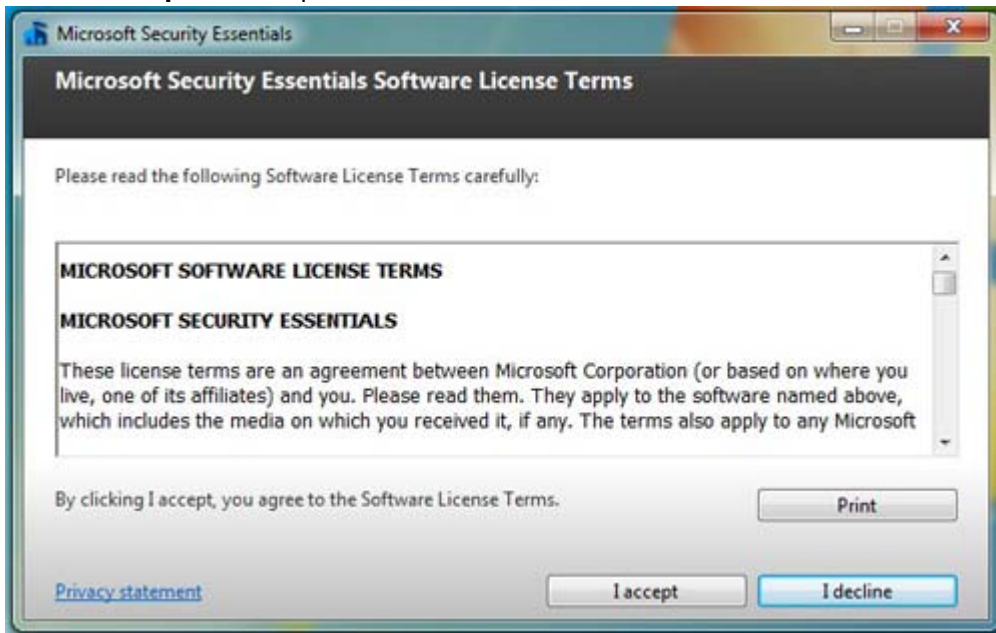 Microsoft Security Essentials
Microsoft Security Essentials Software License Terms
Please read the following Software License Terms carefully:
MICROSOFT SOFTWARE LICENSE TERMS
MICROSOFT SECURITY ESSENTIALS
These license terms are an agreement between Microsoft Corporation (or based on where you
live, one of its affiliates) and you. Please read them. They apply to the software named above,
which includes the media on which you received it, if any. The terms also apply to any Microsoft
By clicking I accept, you agree to the Software License Terms.
Print
Privacy statement
I accept
I decline